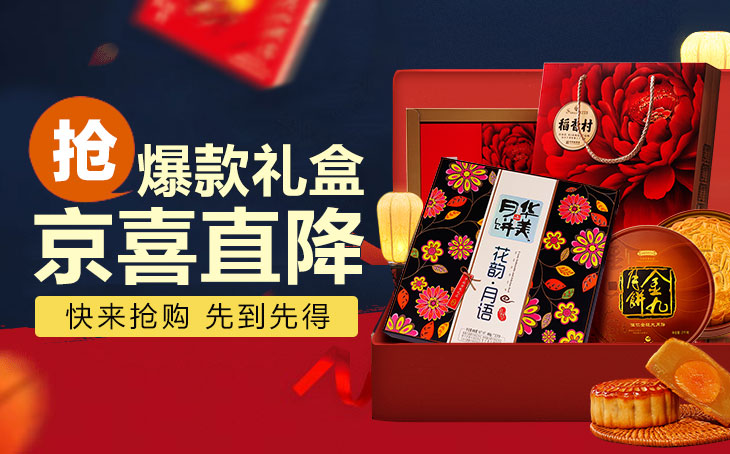 抢
爆款礼盒
京喜直降
快来抢购 先到先得
稻香村
华美
月饼
花韵·月语
金九
月餅